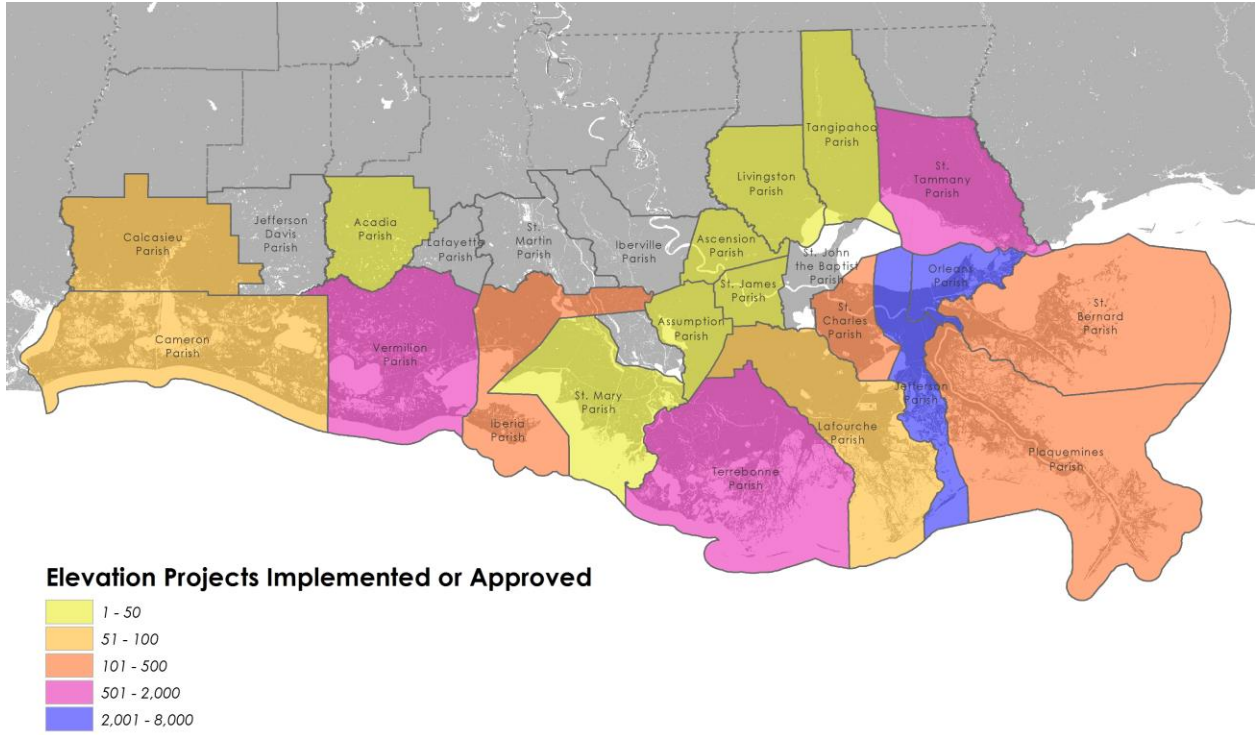 Tangipahoa
Parish
St.
Tammany
Parish
Livingston
Parish
Calcasieu
Parish
Jefferson
Davis
Parish
Acadia
Parish
Lafayette
Parish
St.
Martin
Parish
Iberville
Parish
Ascension
Parish
St. John
the Baptist
Parish
Orleans
Parish
St. James
Parish
St.
Bernard
Parish
Cameron
Parish
Vermilion
Parish
Assumption
Parish
St.
Charles
Parish
Jefferson
Parish
St. Mary
Parish
Iberia
Parish
Lafourche
Parish
Plaquemines
Parish
Terrebonne
Parish
Elevation Projects Implemented or Approved
1 - 50
51 - 100
101 - 500
501 - 2,000
2,001 - 8,000